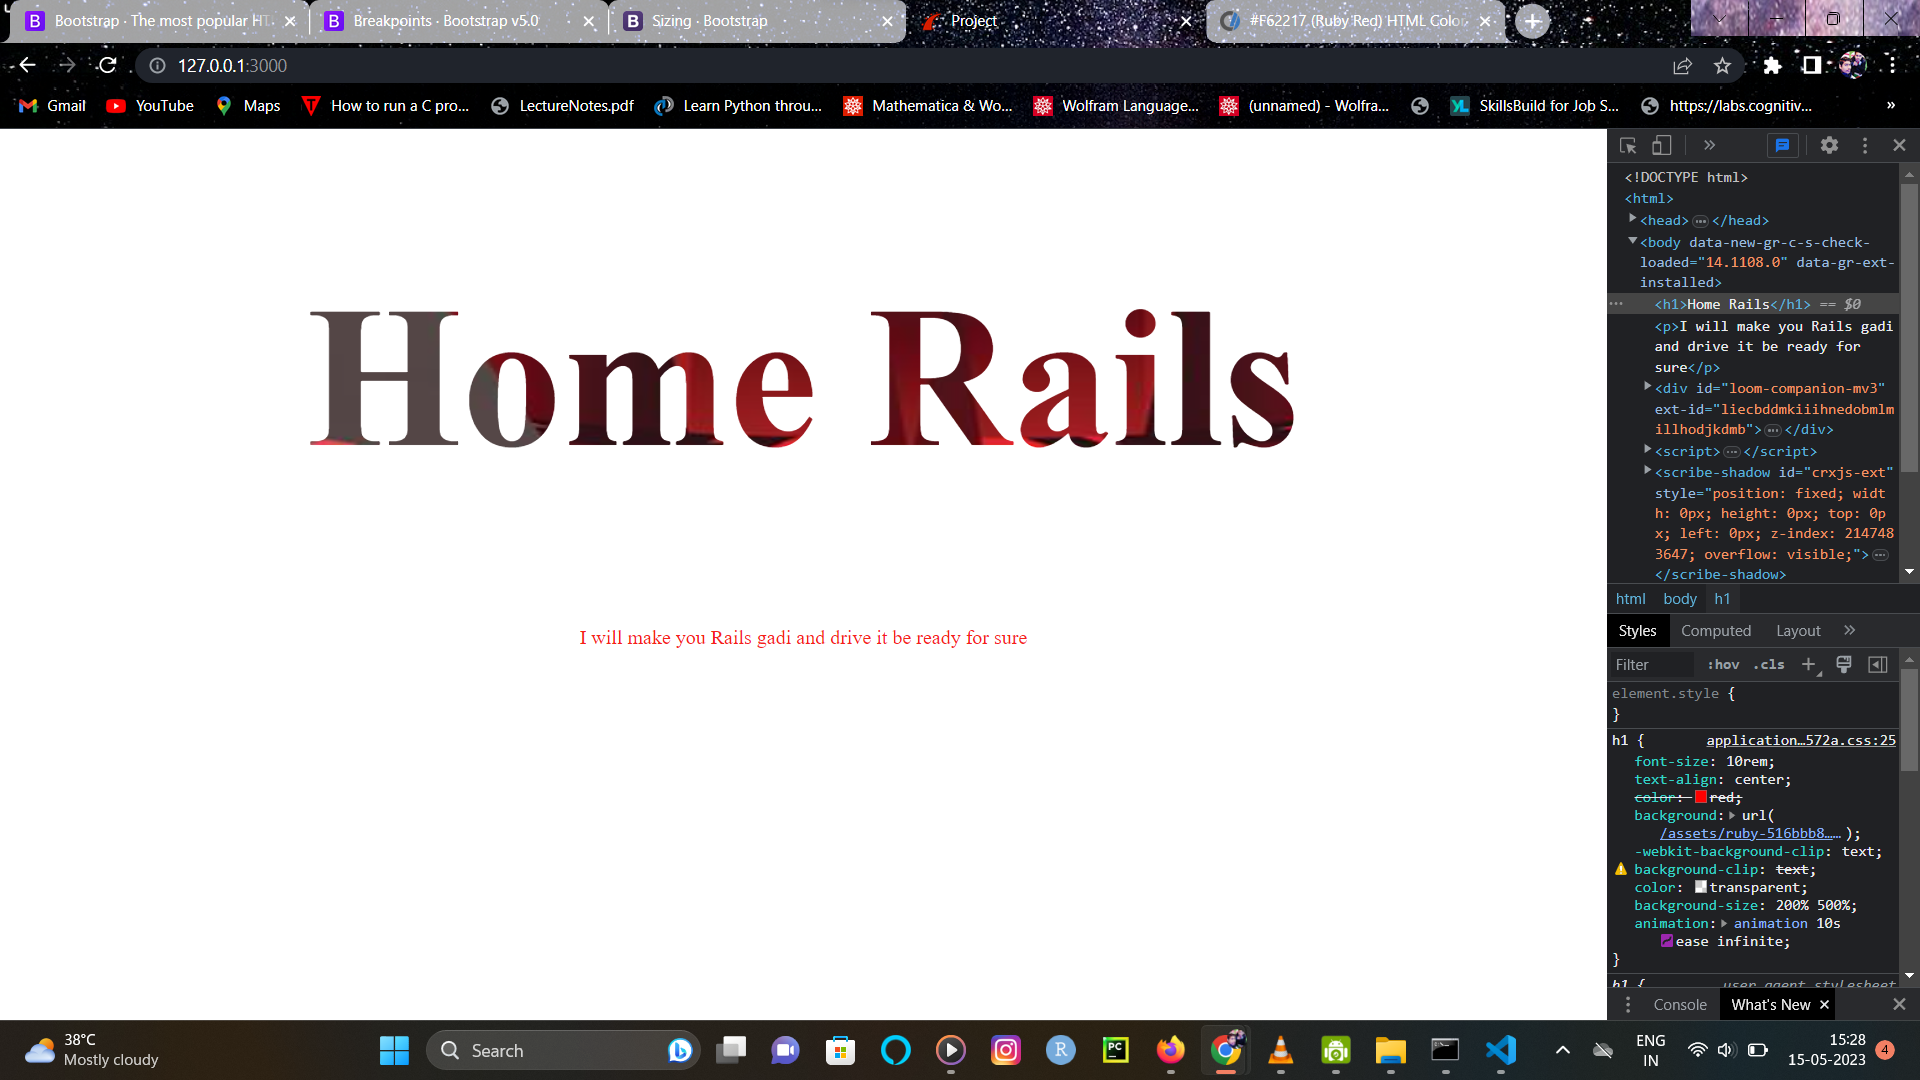 Bootstrap · The most popular HT
Breakpoints · Bootstrap v5.0
Sizing · Bootstrap
Project
#F62217 (Ruby Red) HTML Color
127.0.0.1:3000
Gmail
YouTube
Maps
How to run a C pro...
LectureNotes.pdf
Learn Python throu...
Mathematica & Wo...
Wolfram Language...
(unnamed) - Wolfra...
SkillsBuild for Job S...
https://labs.cognitiv...
»
Home Rails
I will make you Rails gadi and drive it be ready for sure
<!DOCTYPE html>
<html>
<head> ··· </head>
<body data-new-gr-c-s-check-
loaded="14.1108.0" data-gr-ext-
installed>
··· <h1>Home Rails</h1> == $0
<p>I will make you Rails gadi
and drive it be ready for
sure</p>
<div id="loom-companion-mv3"
ext-id="liecbddmkiiihnedobmlm
illhodjkdmb"> ··· </div>
<script> ··· </script>
<scribe-shadow id="crxjs-ext"
style="position: fixed; widt
h: 0px; height: 0px; top: 0p
x; left: 0px; z-index: 214748
3647; overflow: visible;"> ···
</scribe-shadow>
html body h1
Styles Computed Layout »
Filter :hov .cls +
element.style {
}
h1 { application…572a.css:25
font-size: 10rem;
text-align: center;
color: red;
background: url(
/assets/ruby-516bbb8…… );
-webkit-background-clip: text;
background-clip: text;
color: transparent;
background-size: 200% 500%;
animation: animation 10s
ease infinite;
}
h1 { user agent stylesheet
Console What's New
38°C
Mostly cloudy
Search
R
PC
ENG
IN
15:28
15-05-2023
4